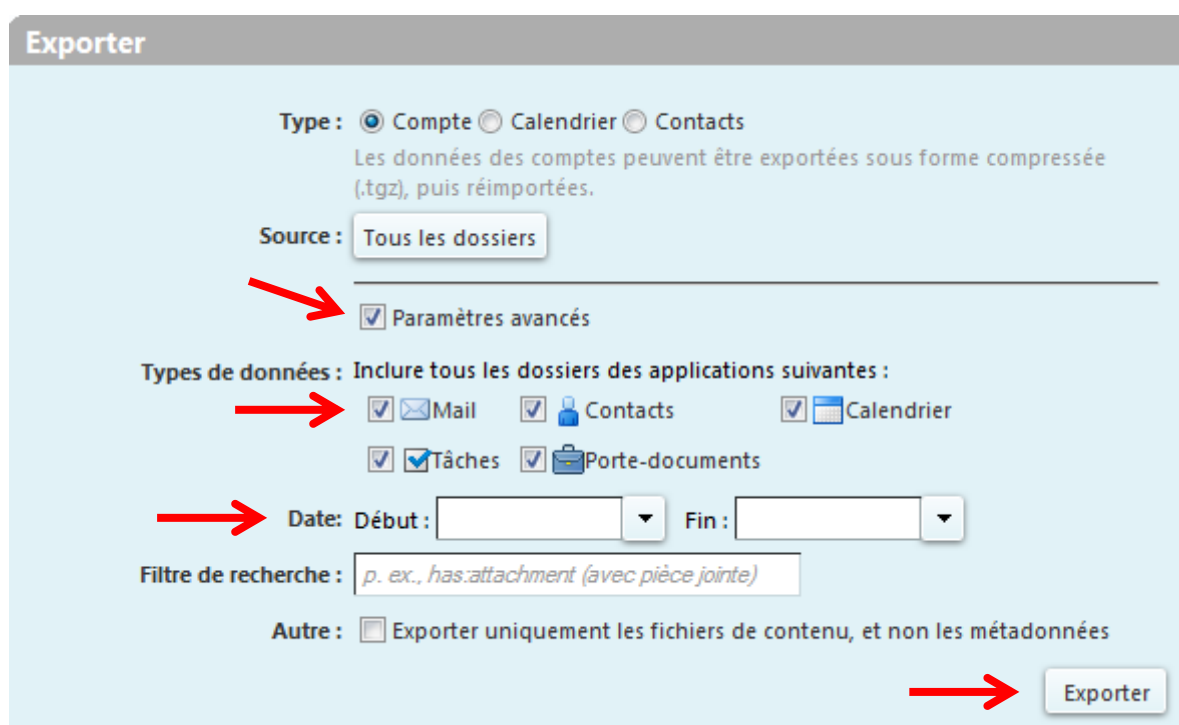 Exporter
Type : Compte Calendrier Contacts
Les données des comptes peuvent être exportées sous forme compressée
(.tgz), puis réimportées.
Source : Tous les dossiers
Paramètres avancés
Types de données : Inclure tous les dossiers des applications suivantes :
Mail Contacts Calendrier
Tâches Porte-documents
Date: Début : Fin :
Filtre de recherche : p. ex., has:attachment (avec pièce jointe)
Autre : Exporter uniquement les fichiers de contenu, et non les métadonnées
Exporter